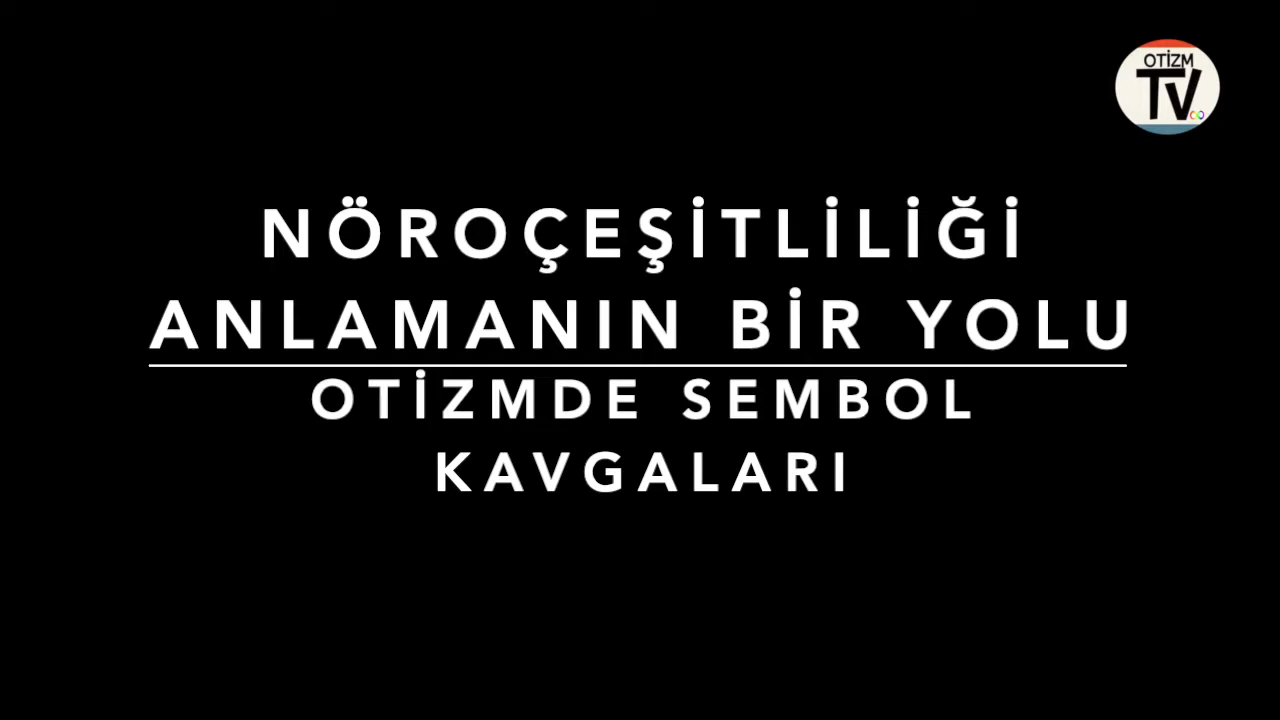 OTİZM
TV
NÖROÇEŞİTLİLİĞİ
ANLAMANIN BİR YOLU
OTİZMDE SEMBOL
KAVGALARI